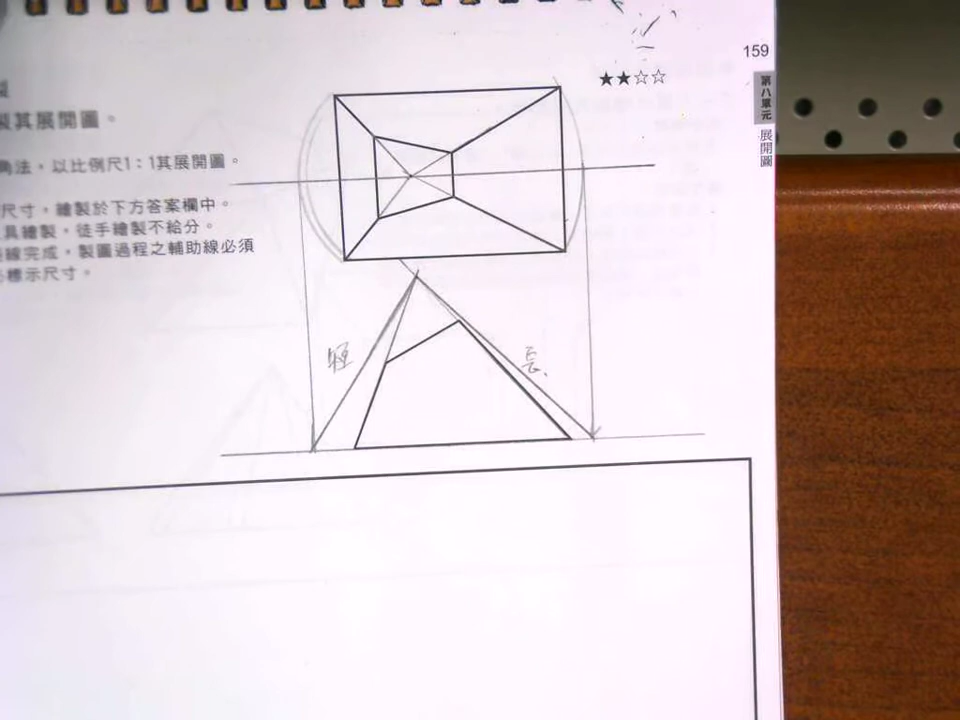 159
★★☆☆
第八單元
展開圖
製其展開圖。
角法，以比例尺1：1其展開圖
尺寸，繪製於下方答案欄中。
具繪製，徒手繪製不給分。
線完成，製圖過程之輔助線必須
標示尺寸。
短
長